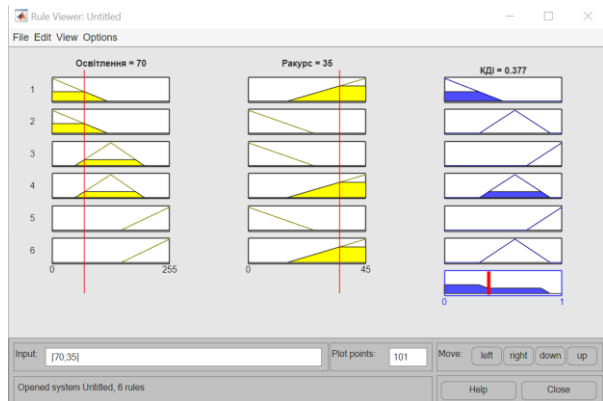 Rule Viewer: Untitled
File Edit View Options
Освітлення = 70 Ракурс = 35 КДІ = 0.377
1
2
3
4
5
6
0 255 0 45
0 1
Input: [70;35] Plot points: 101 Move: left right down up
Opened system Untitled, 6 rules Help Close